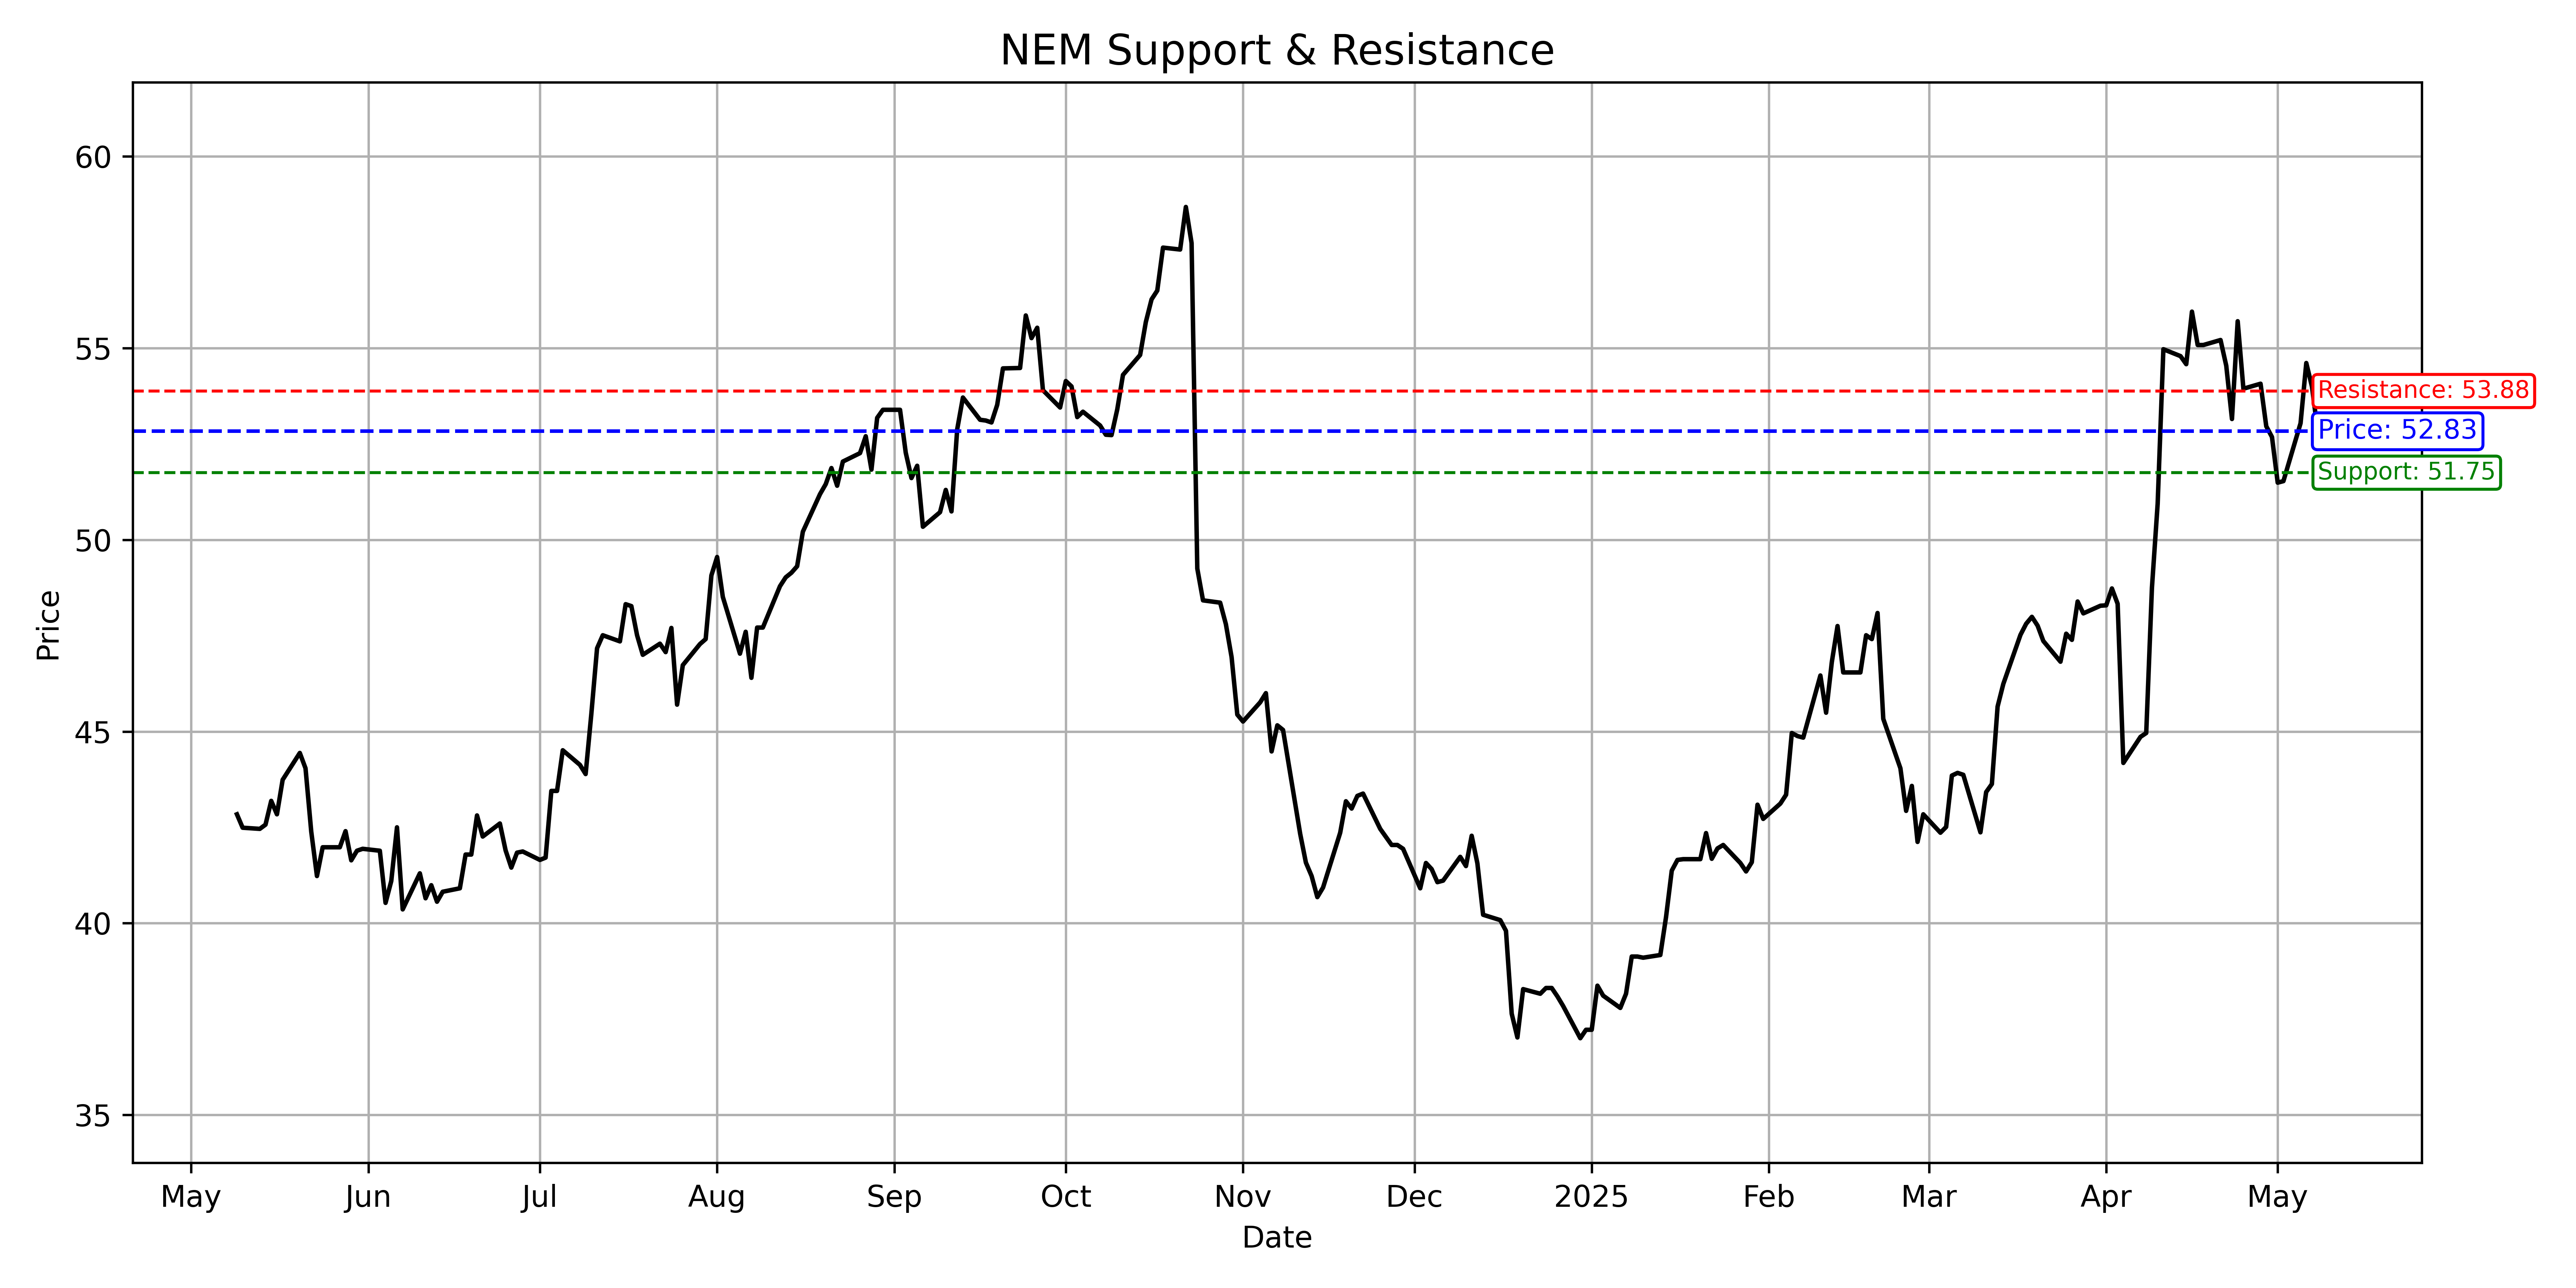 NEM Support & Resistance
60
55
50
45
40
35
Price
Resistance: 53.88
Price: 52.83
Support: 51.75
May Jun Jul Aug Sep Oct Nov Dec 2025 Feb Mar Apr May
Date